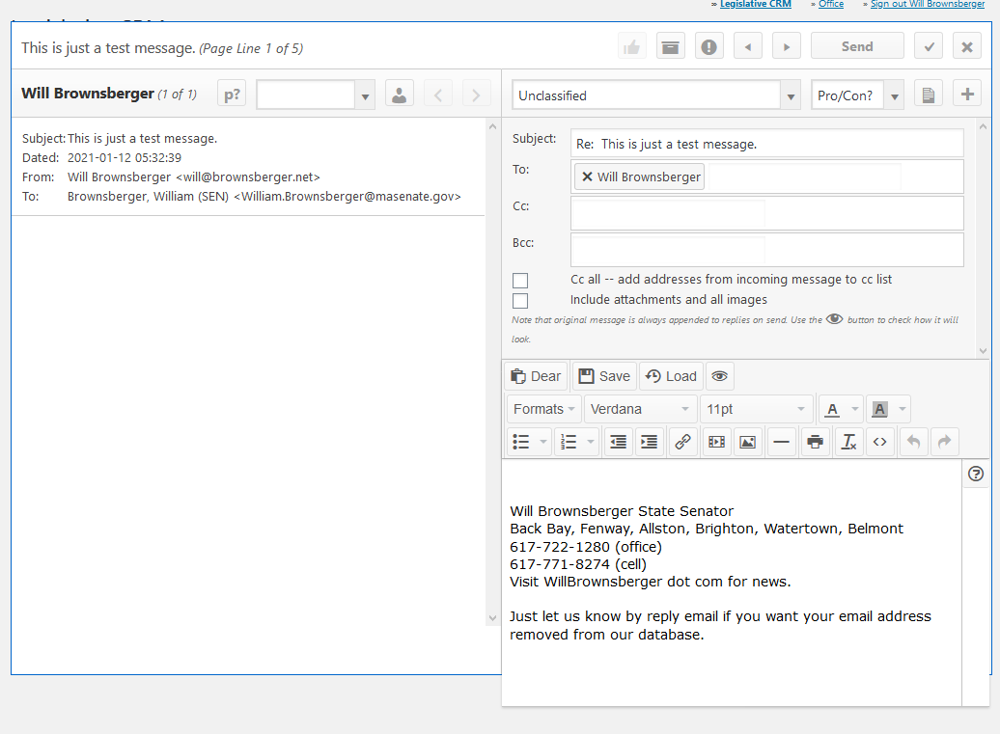 » Legislative CRM » Office » Sign out Will Brownsberger
This is just a test message. (Page Line 1 of 5)
Send
Will Brownsberger (1 of 1) p?
Unclassified Pro/Con?
Subject: This is just a test message.
Dated: 2021-01-12 05:32:39
From: Will Brownsberger <will@brownsberger.net>
To: Brownsberger, William (SEN) <William.Brownsberger@masenate.gov>
Subject: Re: This is just a test message.
To: × Will Brownsberger
Cc:
Bcc:
Cc all -- add addresses from incoming message to cc list
Include attachments and all images
Note that original message is always appended to replies on send. Use the button to check how it will
look.
Dear Save Load
Formats Verdana 11pt A A
Will Brownsberger State Senator
Back Bay, Fenway, Allston, Brighton, Watertown, Belmont
617-722-1280 (office)
617-771-8274 (cell)
Visit WillBrownsberger dot com for news.
Just let us know by reply email if you want your email address
removed from our database.